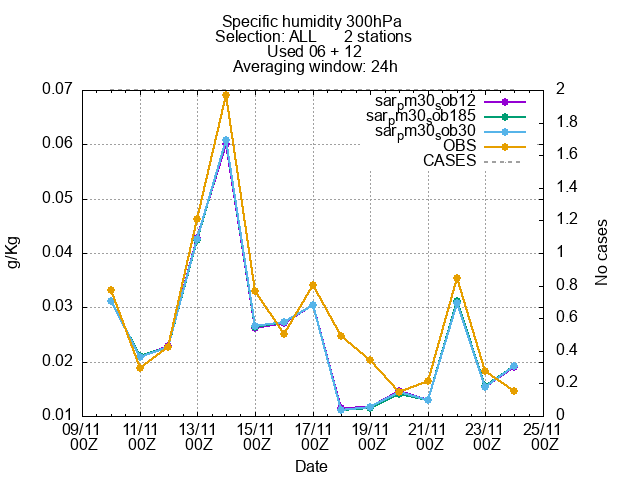 Specific humidity 300hPa
Selection: ALL 2 stations
Used 06 + 12
Averaging window: 24h
sar_pm30_sob12
sar_pm30_sob185
sar_pm30_sob30
OBS
CASES
0.07
0.06
0.05
0.04
0.03
0.02
0.01
g/Kg
2
1.8
1.6
1.4
1.2
1
0.8
0.6
0.4
0.2
0
No cases
09/11 11/11 13/11 15/11 17/11 19/11 21/11 23/11 25/11
00Z 00Z 00Z 00Z 00Z 00Z 00Z 00Z 00Z
Date